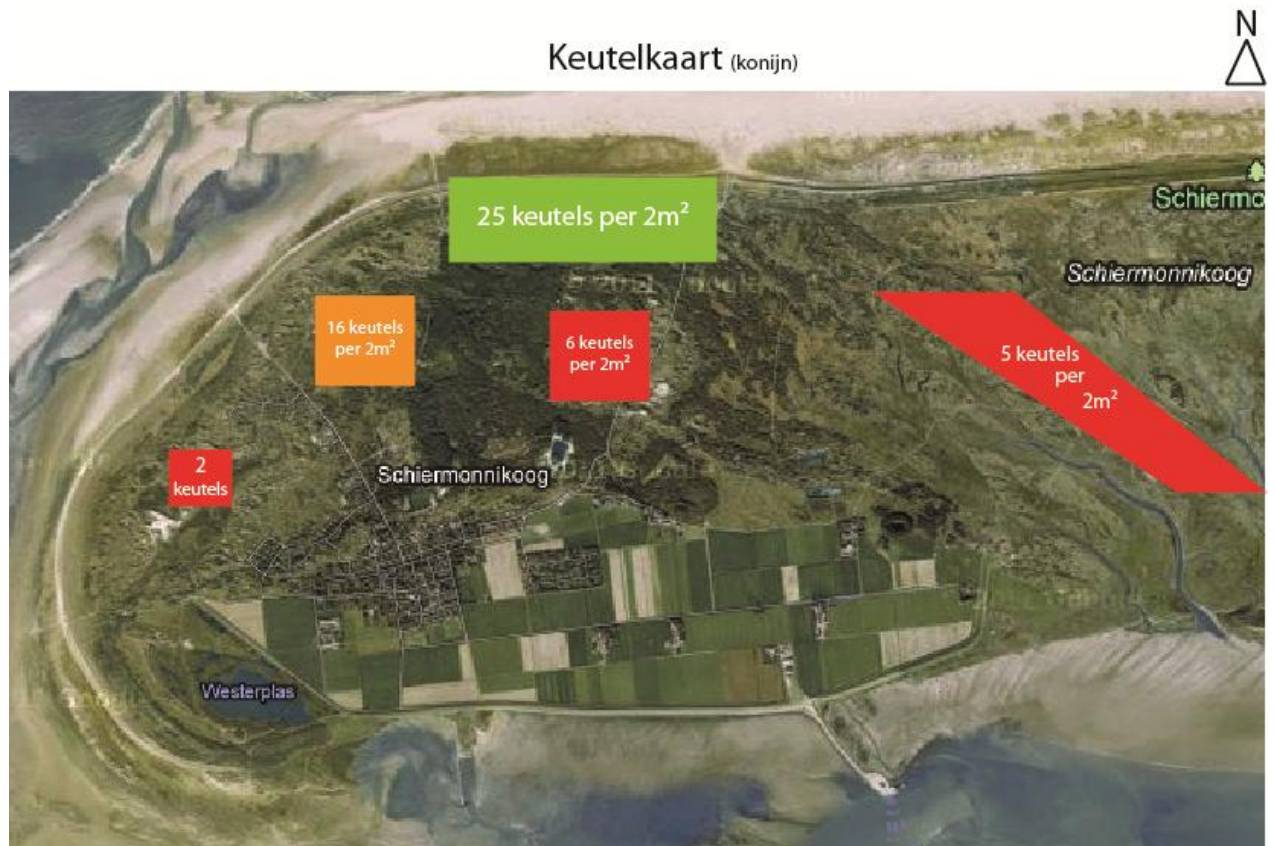 N
Keutelkaart (konijn)
25 keutels per 2m²
Schiermo
Schiermonnikoog
16 keutels
per 2m²
6 keutels
per 2m²
5 keutels
per
2m²
2
keutels
Schiermonnikoog
Westerplas